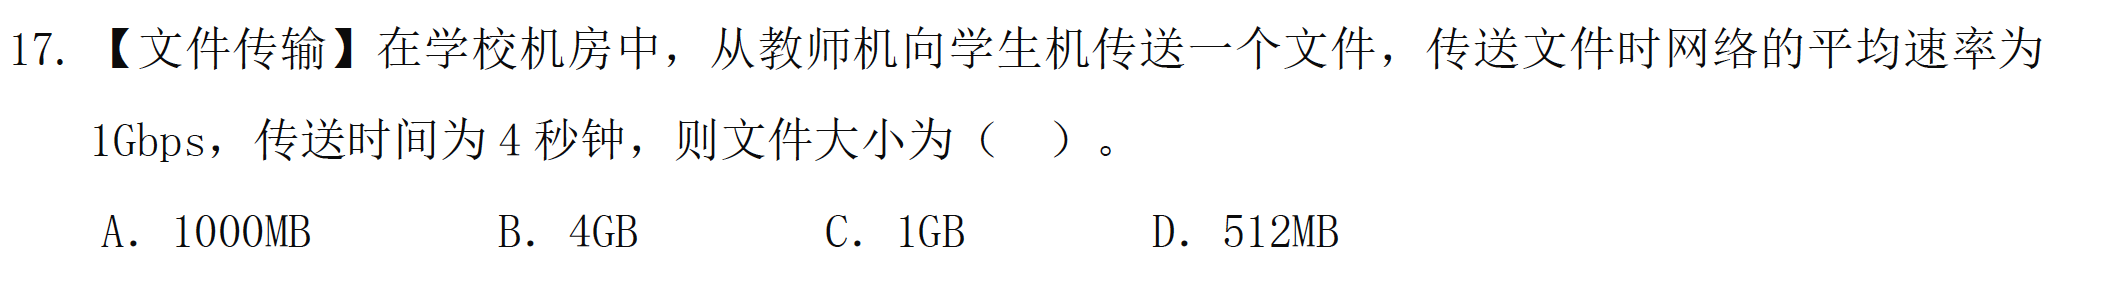 17. 【文件传输】在学校机房中，从教师机向学生机传送一个文件，传送文件时网络的平均速率为
1Gbps，传送时间为 4 秒钟，则文件大小为（　）。
A. 1000MB B. 4GB C. 1GB D. 512MB